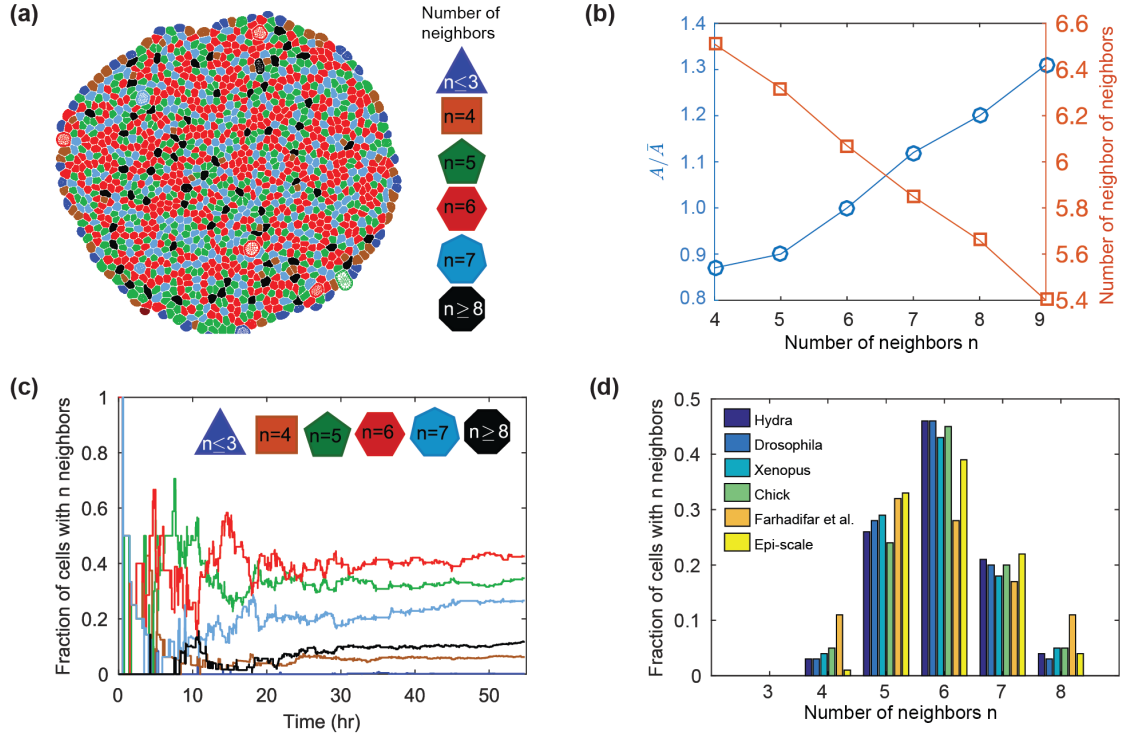 (a)
Number of
neighbors
n≤3
n=4
n=5
n=6
n=7
n≥8
(b)
1.4
1.3
1.2
1.1
1.0
0.9
0.8
A/Ā
4
5
6
7
8
9
Number of neighbors n
6.6
6.4
6.2
6
5.8
5.6
5.4
Number of neighbor of neighbors
(c)
1
0.8
0.6
0.4
0.2
0
Fraction of cells with n neighbors
n≤3
n=4
n=5
n=6
n=7
n≥8
0
10
20
30
40
50
Time (hr)
(d)
0.5
0.4
0.3
0.2
0.1
0
Fraction of cells with n neighbors
Hydra
Drosophila
Xenopus
Chick
Farhadifar et al.
Epi-scale
3
4
5
6
7
8
Number of neighbors n